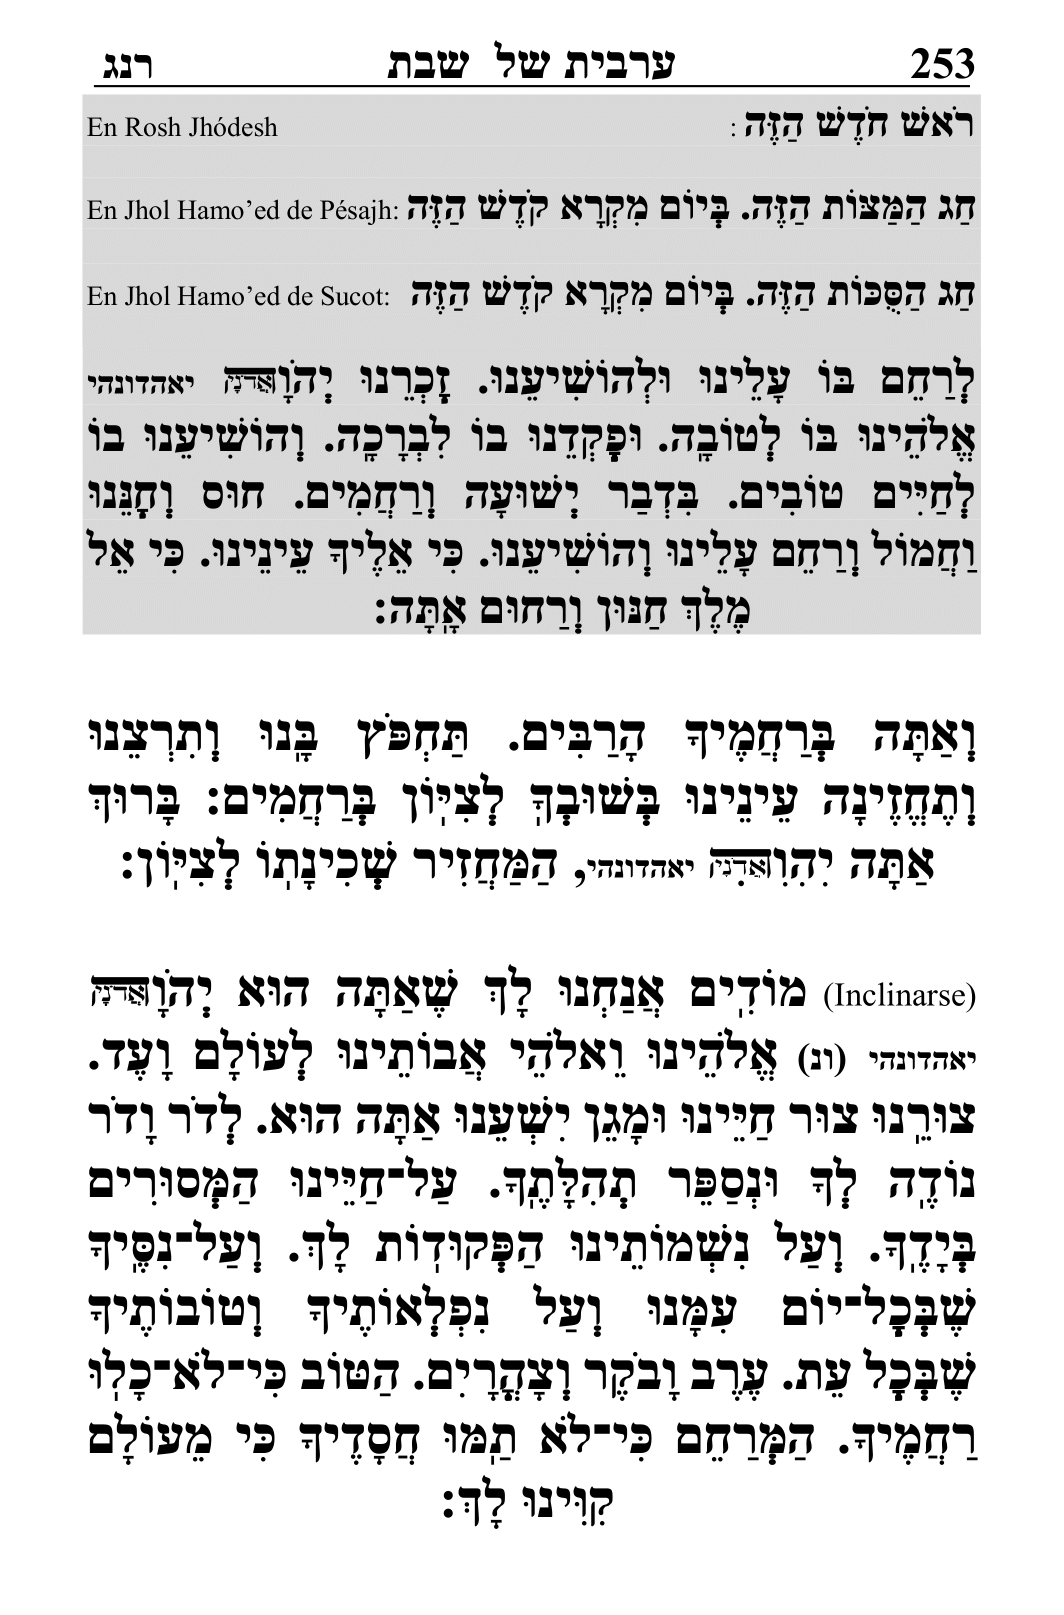 253 ערבית של שבת רנג
רֹאשׁ חֹדֶשׁ הַזֶּה : En Rosh Jhódesh
חַג הַמַּצּוֹת הַזֶּה. בְּיוֹם מִקְרָא קֹדֶשׁ הַזֶּה En Jhol Hamo’ed de Pésajh:
חַג הַסֻּכּוֹת הַזֶּה. בְּיוֹם מִקְרָא קֹדֶשׁ הַזֶּה En Jhol Hamo’ed de Sucot:
לְרַחֵם בּוֹ עָלֵינוּ וּלְהוֹשִׁיעֵנוּ. זָכְרֵנוּ יְהֹוָאֲדֹנָיה יאהדונהי
אֱלֹהֵינוּ בּוֹ לְטוֹבָה. וּפָקְדֵנוּ בוֹ לִבְרָכָה. וְהוֹשִׁיעֵנוּ בוֹ
לְחַיִּים טוֹבִים. בִּדְבַר יְשׁוּעָה וְרַחֲמִים. חוּס וְחָנֵּנוּ
וַחֲמוֹל וְרַחֵם עָלֵינוּ וְהוֹשִׁיעֵנוּ. כִּי אֵלֶיךָ עֵינֵינוּ. כִּי אֵל
מֶלֶךְ חַנּוּן וְרַחוּם אָתָּה:
וְאַתָּה בְּרַחֲמֶיךָ הָרַבִּים. תַּחְפֹּץ בָּנוּ וְתִרְצֵנוּ
וְתֶחֱזֶינָה עֵינֵינוּ בְּשׁוּבְךָ לְצִיּוֹן בְּרַחֲמִים: בָּרוּךְ
אַתָּה יִהִוִאֲדֹנָיהִ יאהדונהי, הַמַּחֲזִיר שְׁכִינָתוֹ לְצִיּוֹן:
(Inclinarse) מוֹדִים אֲנַחְנוּ לָךְ שֶׁאַתָּה הוּא יְהֹוָאֲדֹנָיה
יאהדונהי (ונ) אֱלֹהֵינוּ וֵאלֹהֵי אֲבוֹתֵינוּ לְעוֹלָם וָעֶד.
צוּרֵנוּ צוּר חַיֵּינוּ וּמָגֵן יִשְׁעֵנוּ אַתָּה הוּא. לְדֹר וָדֹר
נוֹדֶה לְךָ וּנְסַפֵּר תְּהִלָּתֶךָ. עַל־חַיֵּינוּ הַמְּסוּרִים
בְּיָדֶךָ. וְעַל נִשְׁמוֹתֵינוּ הַפְּקוּדוֹת לָךְ. וְעַל־נִסֶּיךָ
שֶׁבְּכָל־יוֹם עִמָּנוּ וְעַל נִפְלְאוֹתֶיךָ וְטוֹבוֹתֶיךָ
שֶׁבְּכָל עֵת. עֶרֶב וָבֹקֶר וְצָהֳרָיִם. הַטּוֹב כִּי־לֹא־כָלוּ
רַחֲמֶיךָ. הַמְּרַחֵם כִּי־לֹא תַמּוּ חֲסָדֶיךָ כִּי מֵעוֹלָם
קִוִּינוּ לָךְ: